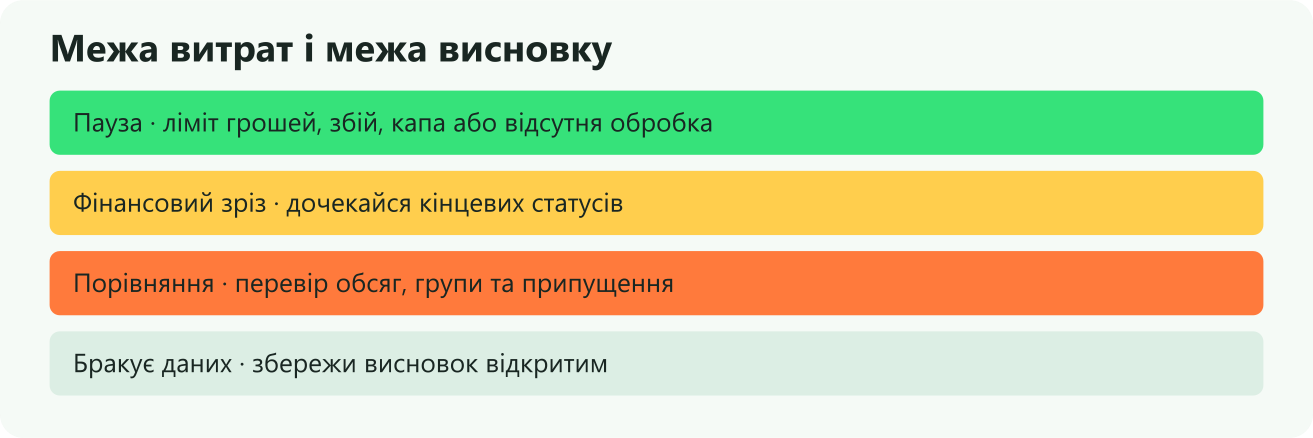 Межа витрат і межа висновку
Пауза · ліміт грошей, збій, капа або відсутня обробка
Фінансовий зріз · дочекайся кінцевих статусів
Порівняння · перевір обсяг, групи та припущення
Бракує даних · збережи висновок відкритим